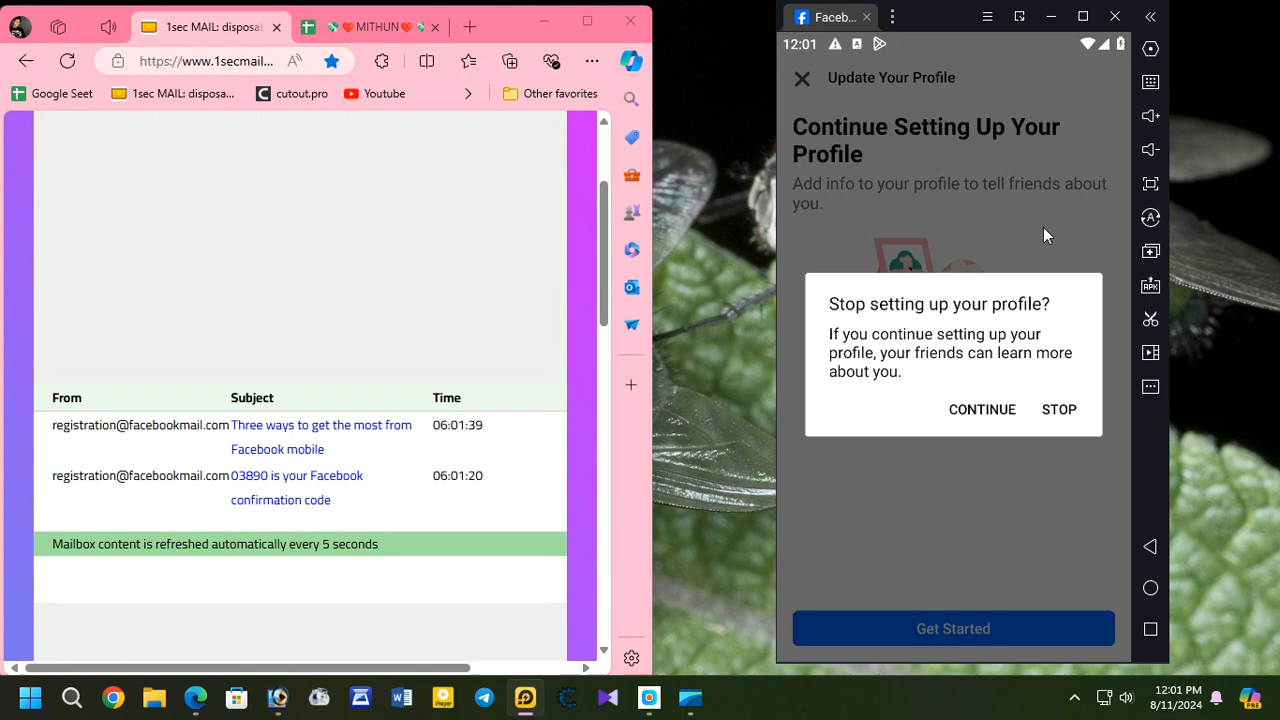 1sec MAIL: disposal
💸❤️MITHUN❤️💸
https://www.1secmail...
Google Seet
1sec MAIL: disposa...
cutout.pro
Youtube
Other favorites
From
Subject
Time
registration@facebookmail.com
Three ways to get the most from
Facebook mobile
06:01:39
registration@facebookmail.com
03890 is your Facebook
confirmation code
06:01:20
Mailbox content is refreshed automatically every 5 seconds
Faceb...
12:01
Update Your Profile
Continue Setting Up Your
Profile
Add info to your profile to tell friends about
you.
Stop setting up your profile?
If you continue setting up your
profile, your friends can learn more
about you.
CONTINUE
STOP
Get Started
APK
Player
12:01 PM
8/11/2024
PRE